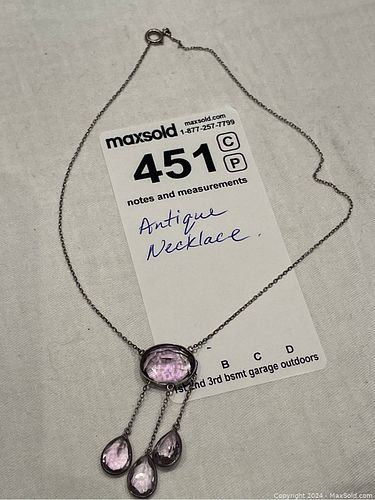 maxsold
maxsold.com
1-877-257-7799
451
C
P
notes and measurements
Antique
Necklace.
B C D
1st 2nd 3rd bsmt garage outdoors
Copyright © 2024 - MaxSold.com